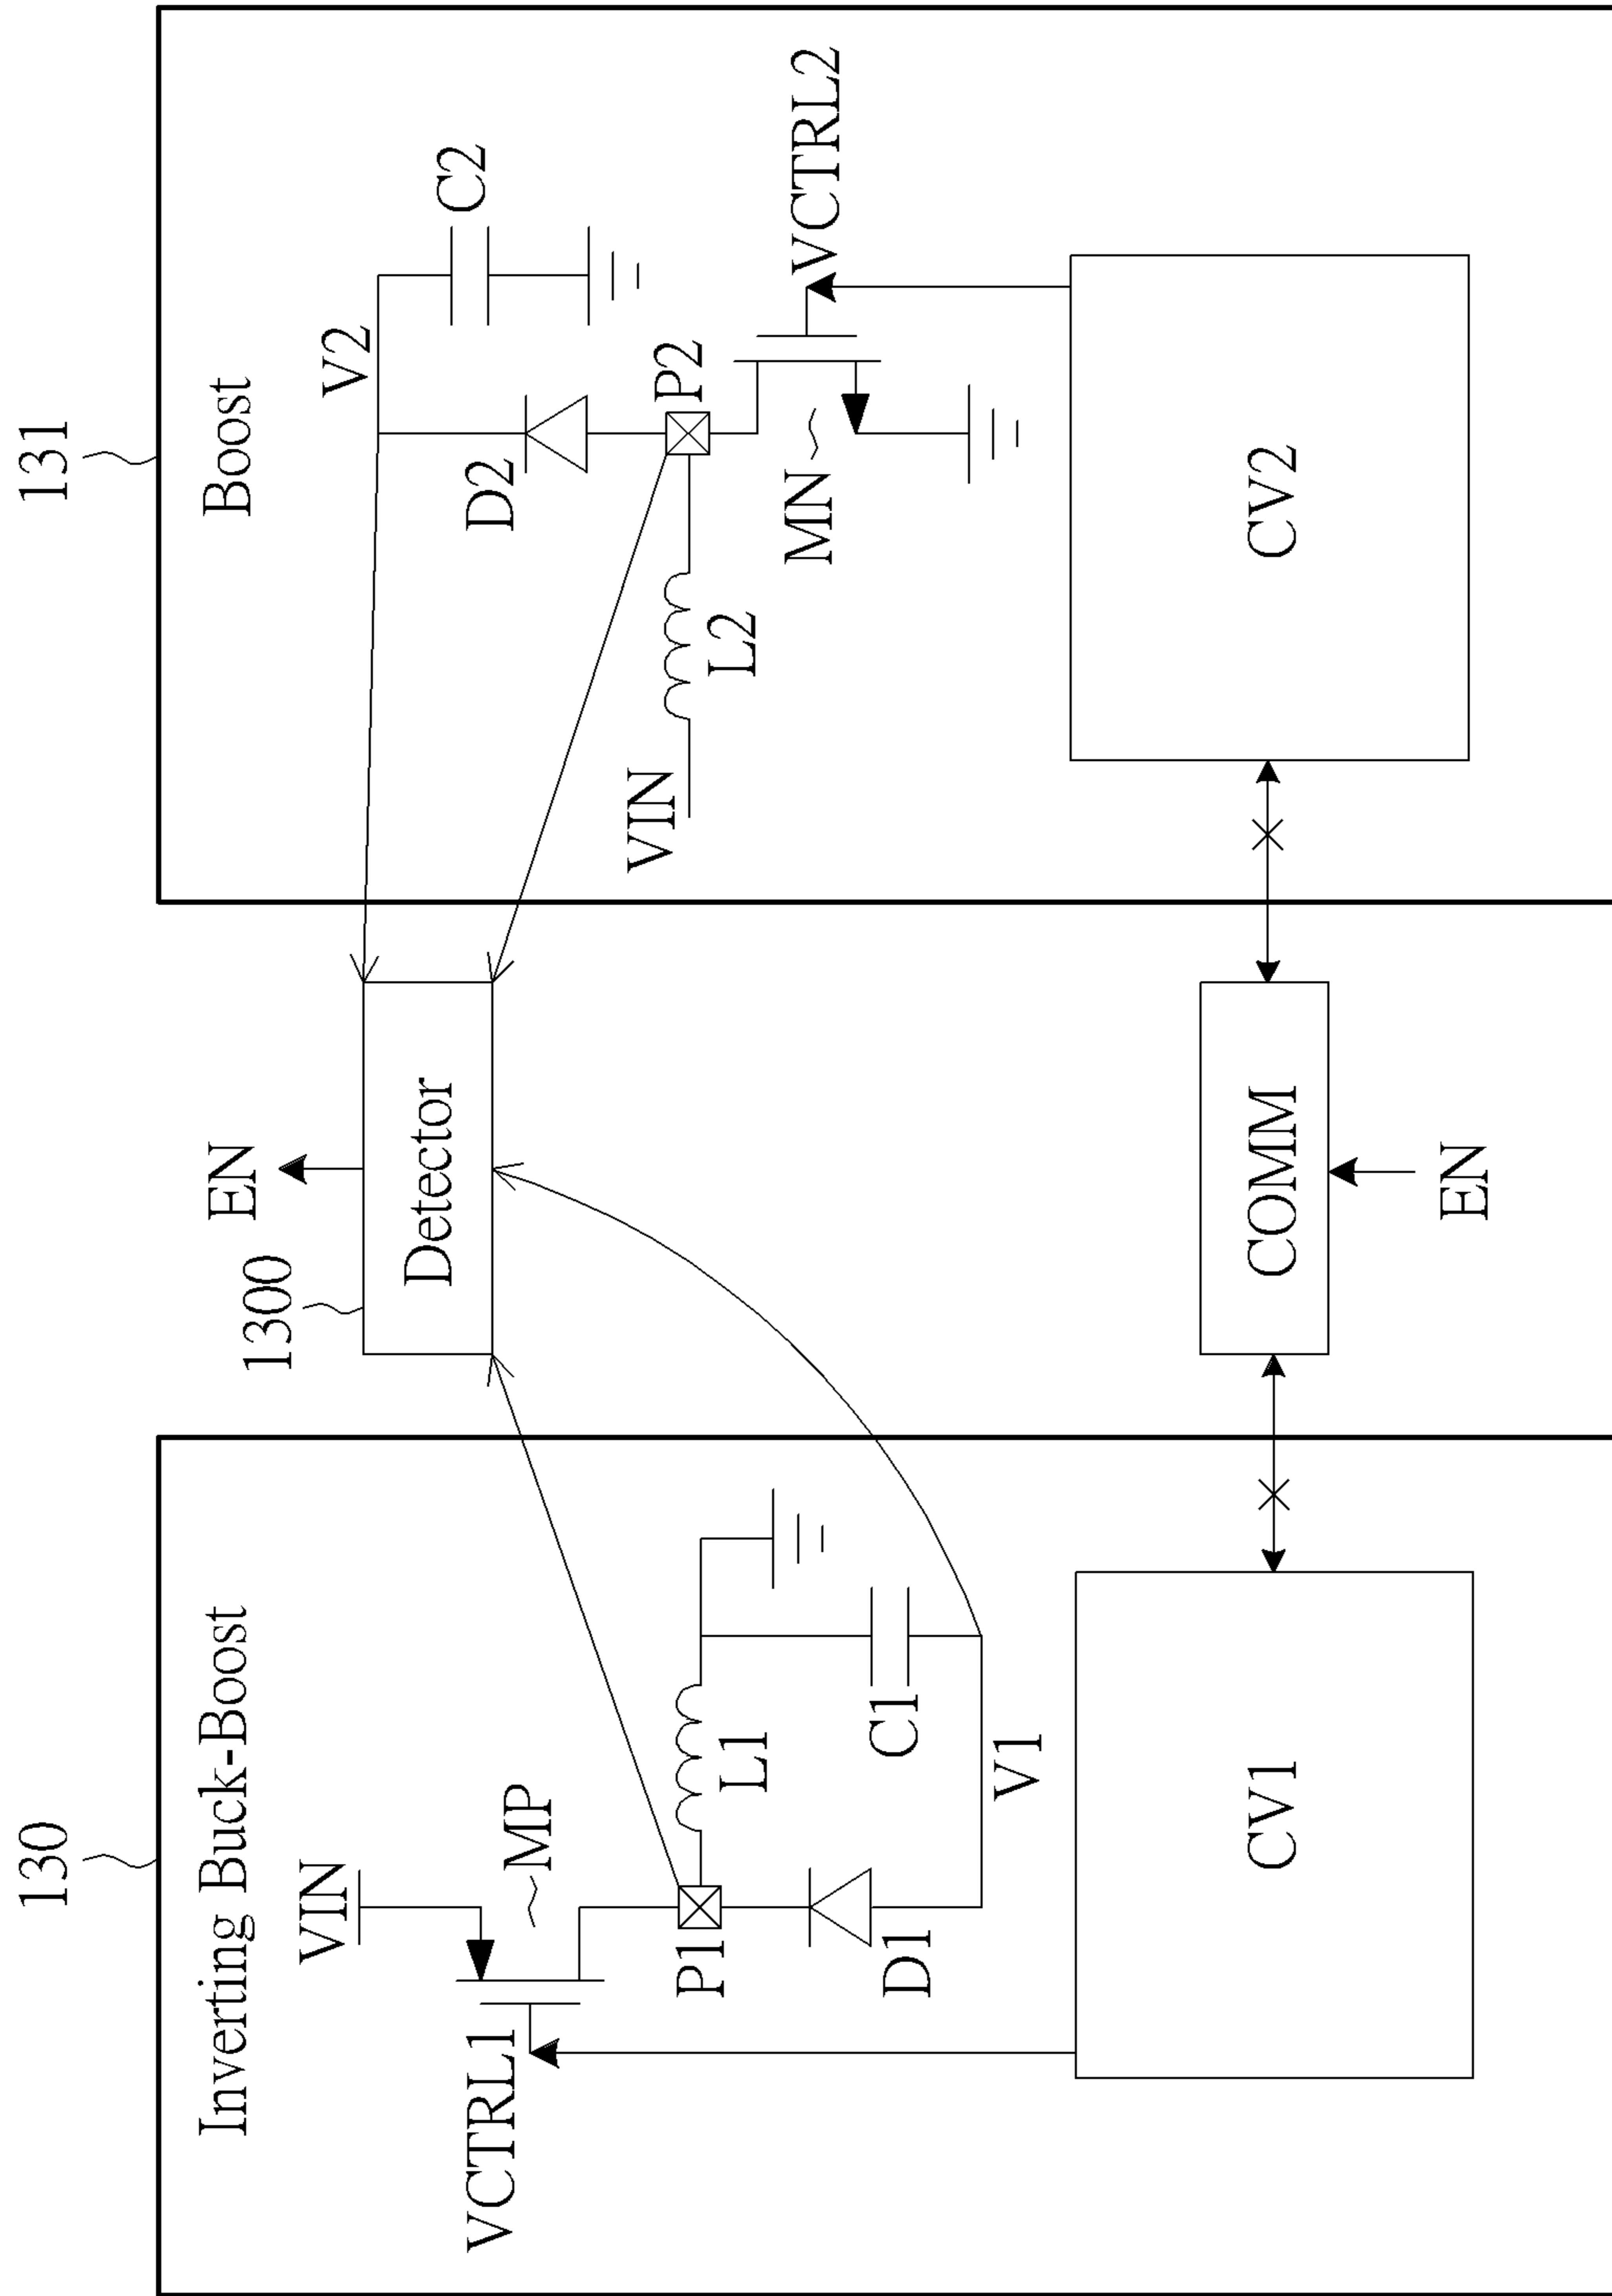 130
131
Inverting Buck-Boost
Boost
VIN
EN
V2
1300
Detector
C2
VCTRL1
MP
D2
P1
L1
P2
VIN
L2
MN
VCTRL2
D1
C1
V1
CV1
COMM
CV2
EN